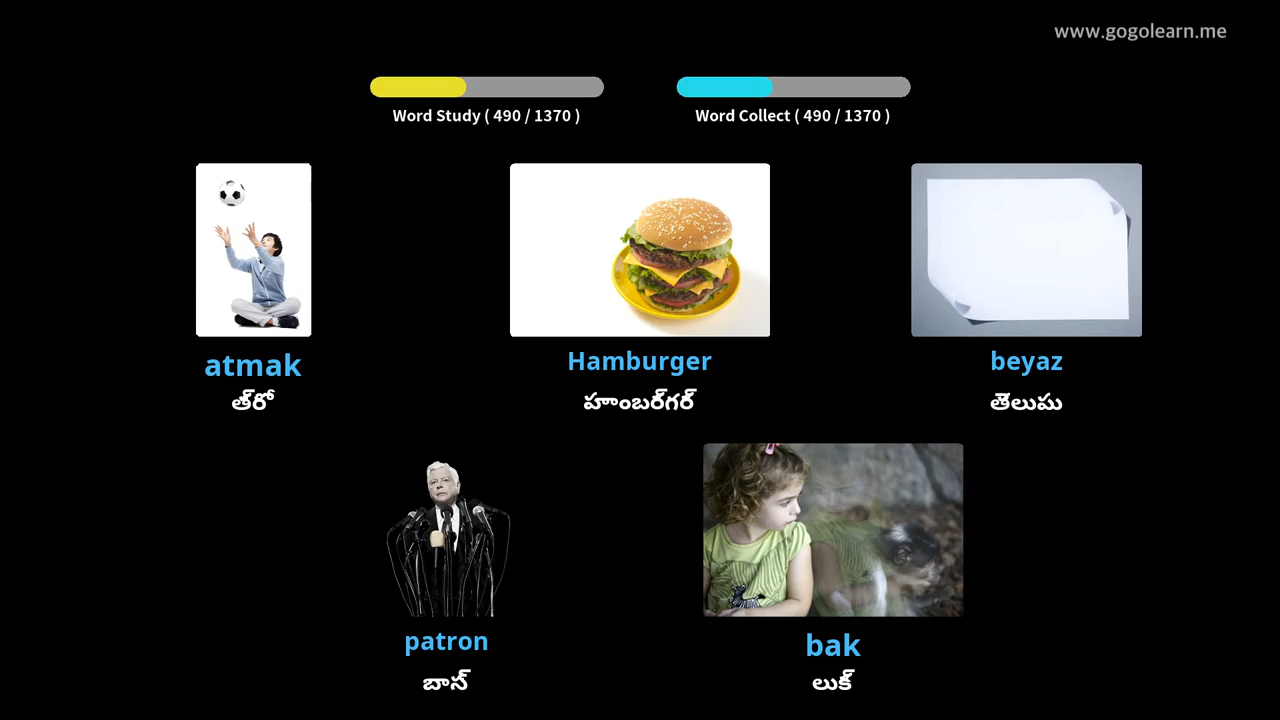 www.gogolearn.me
Word Study ( 490 / 1370 )
Word Collect ( 490 / 1370 )
atmak
త్రో
Hamburger
హాంబర్గర్
beyaz
తెలుపు
patron
బాస్
bak
లుక్